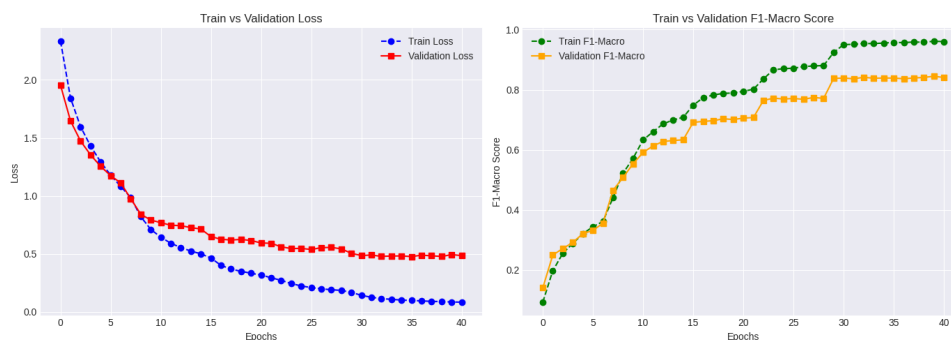 Train vs Validation Loss
Train Loss
Validation Loss
Loss
2.0
1.5
1.0
0.5
0.0
0 5 10 15 20 25 30 35 40
Epochs
Train vs Validation F1-Macro Score
Train F1-Macro
Validation F1-Macro
F1-Macro Score
1.0
0.8
0.6
0.4
0.2
0 5 10 15 20 25 30 35 40
Epochs